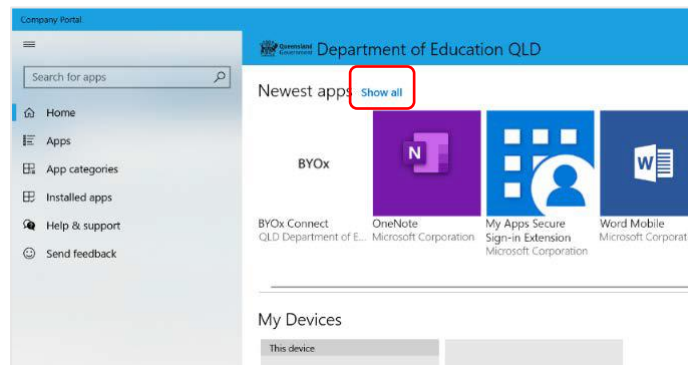 Company Portal
Search for apps
Home
Apps
App categories
Installed apps
Help & support
Send feedback
Queensland Government
Department of Education QLD
Newest apps Show all
BYOx
N
W
BYOx Connect
QLD Department of E...
OneNote
Microsoft Corporation
My Apps Secure
Sign-in Extension
Microsoft Corporation
Word Mobile
Microsoft Corporat
My Devices
This device